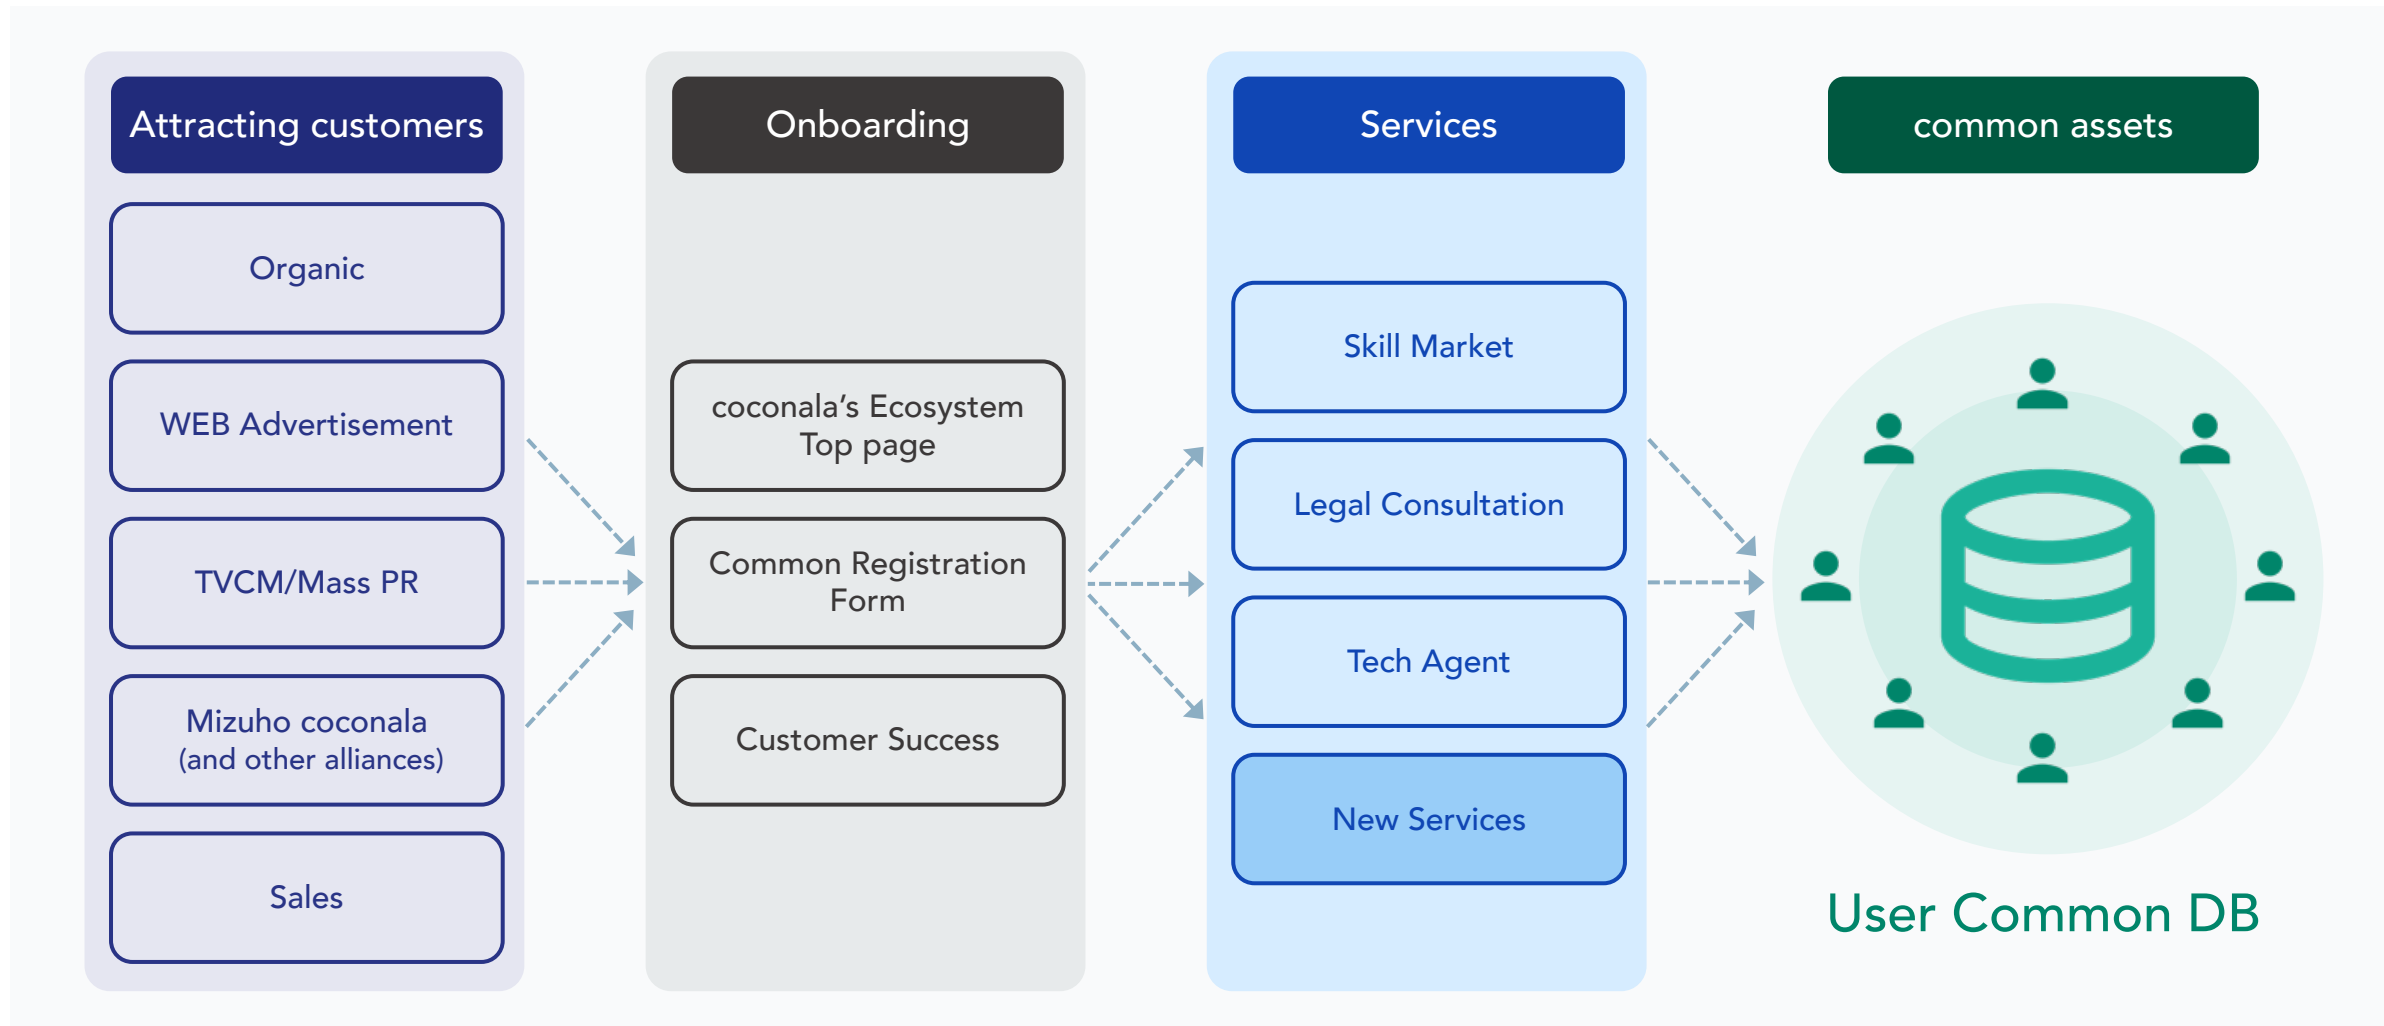 Attracting customers
Organic
WEB Advertisement
TVCM/Mass PR
Mizuho coconala
(and other alliances)
Sales
Onboarding
coconala’s Ecosystem
Top page
Common Registration
Form
Customer Success
Services
Skill Market
Legal Consultation
Tech Agent
New Services
common assets
User Common DB